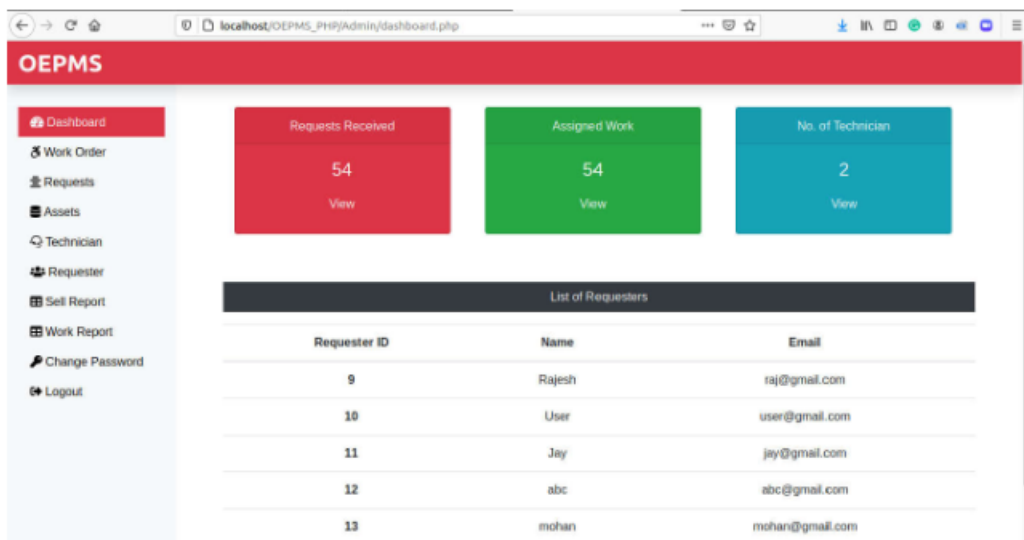 localhost/OEPMS_PHP/Admin/dashboard.php
OEPMS
Dashboard
Work Order
Requests
Assets
Technician
Requester
Sell Report
Work Report
Change Password
Logout
Requests Received
54
View
Assigned Work
54
View
No. of Technician
2
View
List of Requesters
Requester ID Name Email
9 Rajesh raj@gmail.com
10 User user@gmail.com
11 Jay jay@gmail.com
12 abc abc@gmail.com
13 mohan mohan@gmail.com